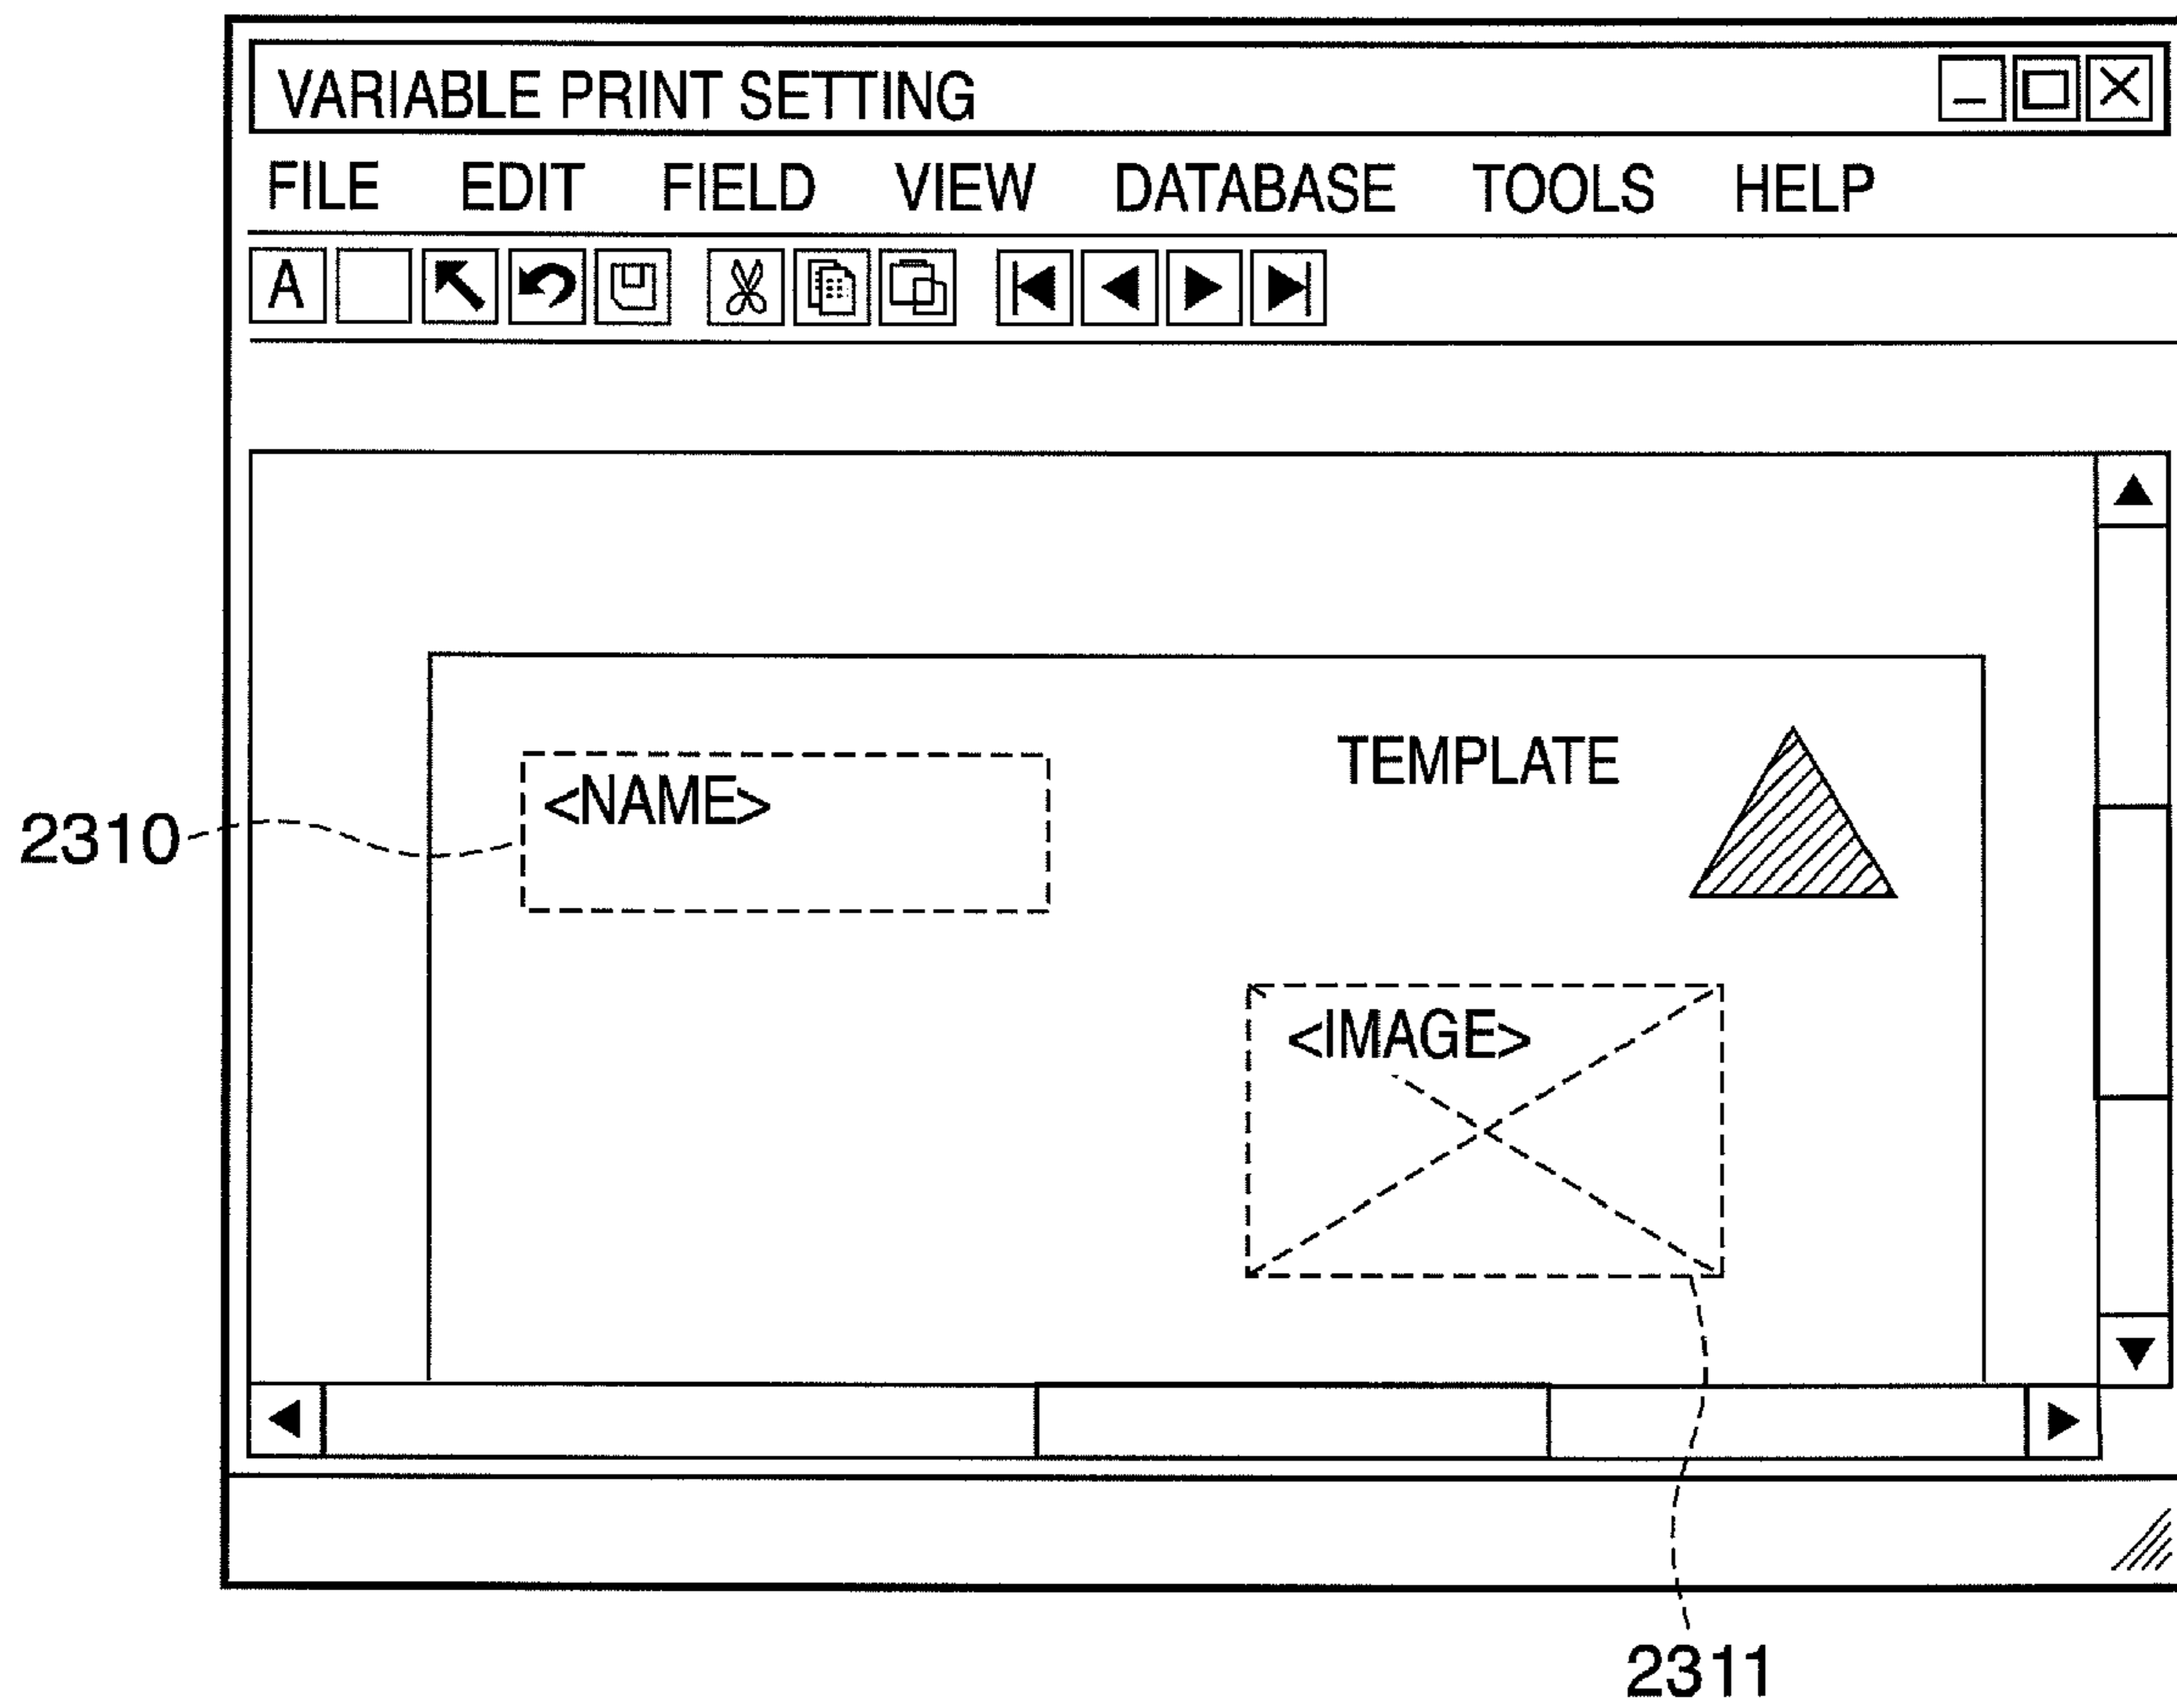 VARIABLE PRINT SETTING
FILE EDIT FIELD VIEW DATABASE TOOLS HELP
A
TEMPLATE
<NAME>
2310
<IMAGE>
2311